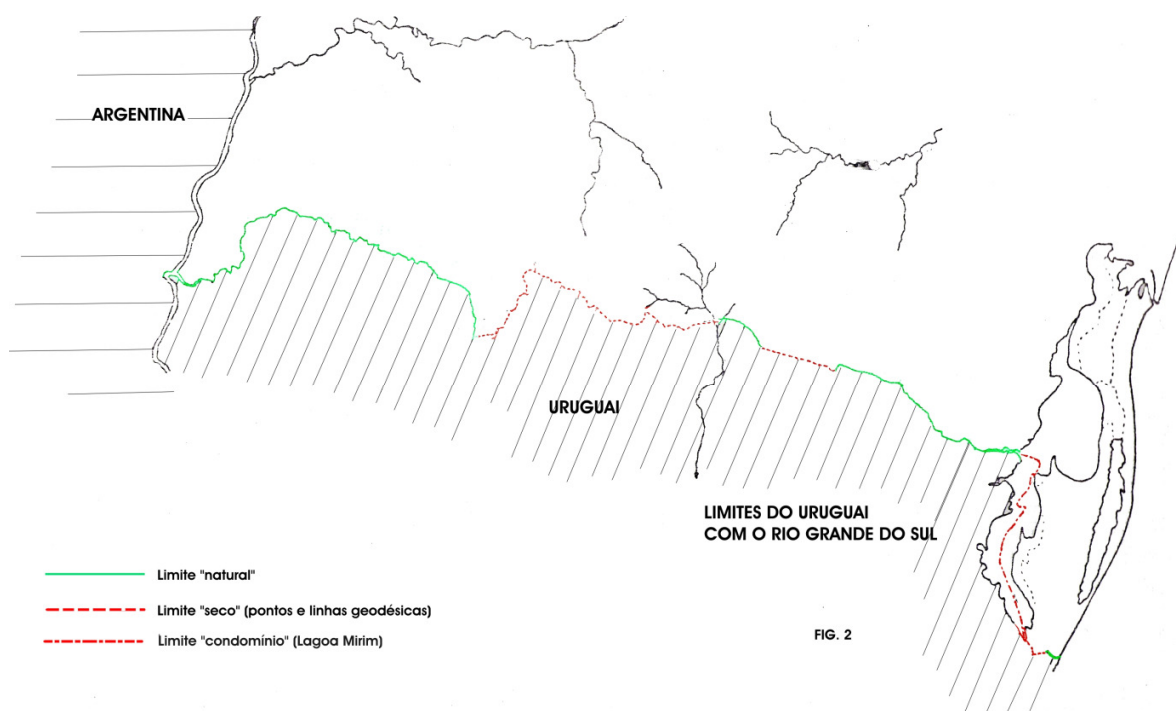 ARGENTINA
URUGUAI
LIMITES DO URUGUAI
COM O RIO GRANDE DO SUL
Limite "natural"
Limite "seco" (pontos e linhas geodésicas)
Limite "condomínio" (Lagoa Mirim)
FIG. 2